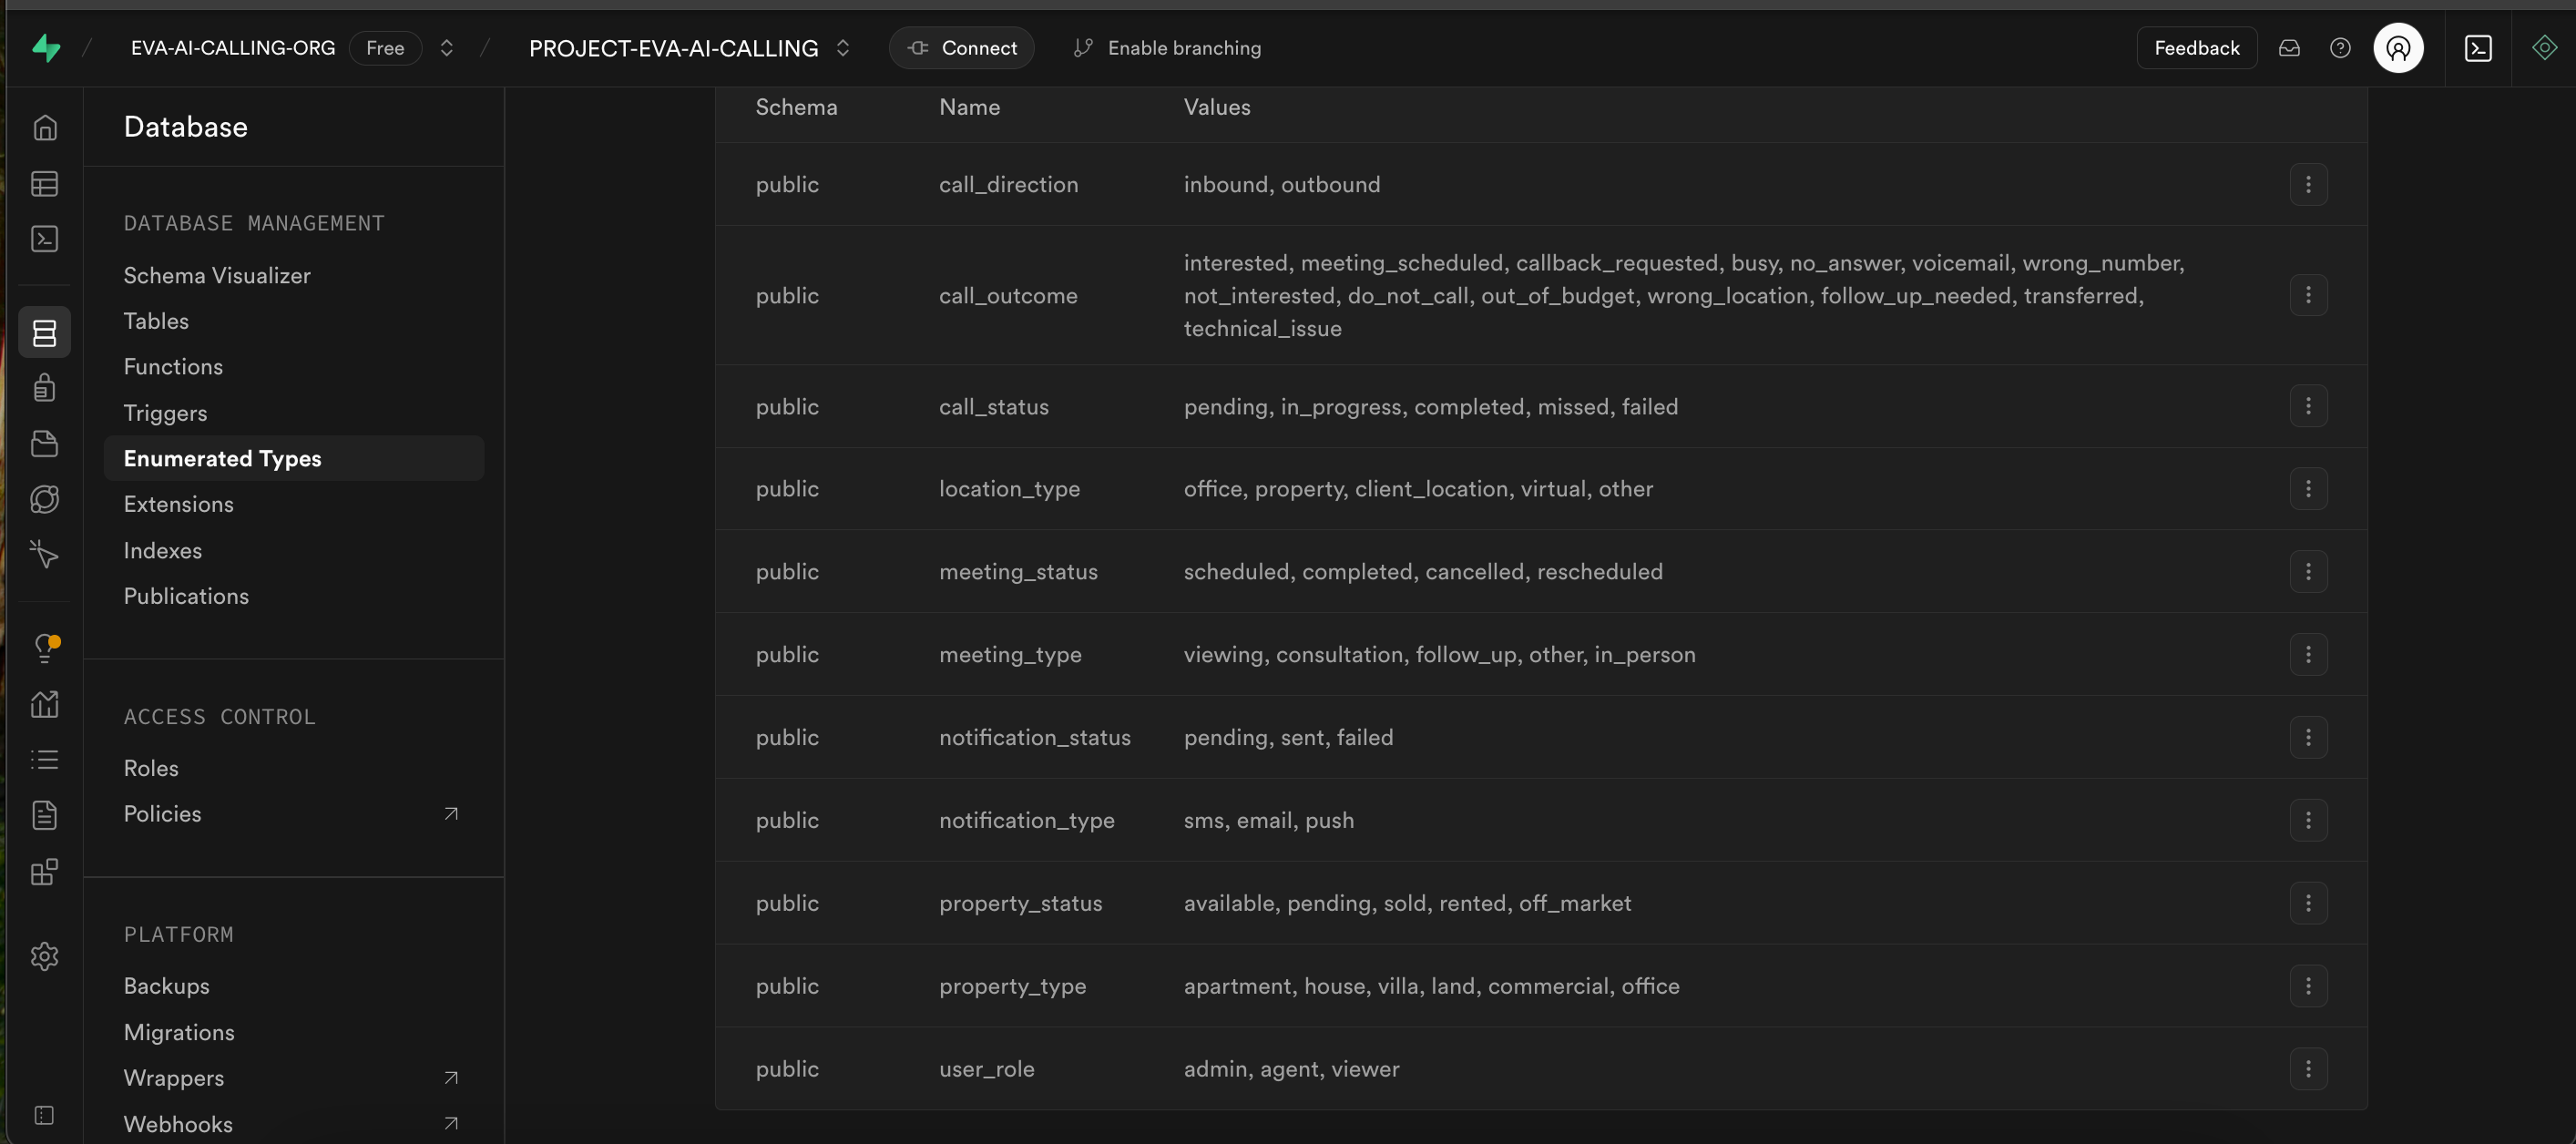 EVA-AI-CALLING-ORG Free PROJECT-EVA-AI-CALLING Connect Enable branching Feedback
Database
DATABASE MANAGEMENT
Schema Visualizer
Tables
Functions
Triggers
Enumerated Types
Extensions
Indexes
Publications
ACCESS CONTROL
Roles
Policies
PLATFORM
Backups
Migrations
Wrappers
Webhooks
Schema Name Values
public call_direction inbound, outbound
public call_outcome interested, meeting_scheduled, callback_requested, busy, no_answer, voicemail, wrong_number,
not_interested, do_not_call, out_of_budget, wrong_location, follow_up_needed, transferred,
technical_issue
public call_status pending, in_progress, completed, missed, failed
public location_type office, property, client_location, virtual, other
public meeting_status scheduled, completed, cancelled, rescheduled
public meeting_type viewing, consultation, follow_up, other, in_person
public notification_status pending, sent, failed
public notification_type sms, email, push
public property_status available, pending, sold, rented, off_market
public property_type apartment, house, villa, land, commercial, office
public user_role admin, agent, viewer